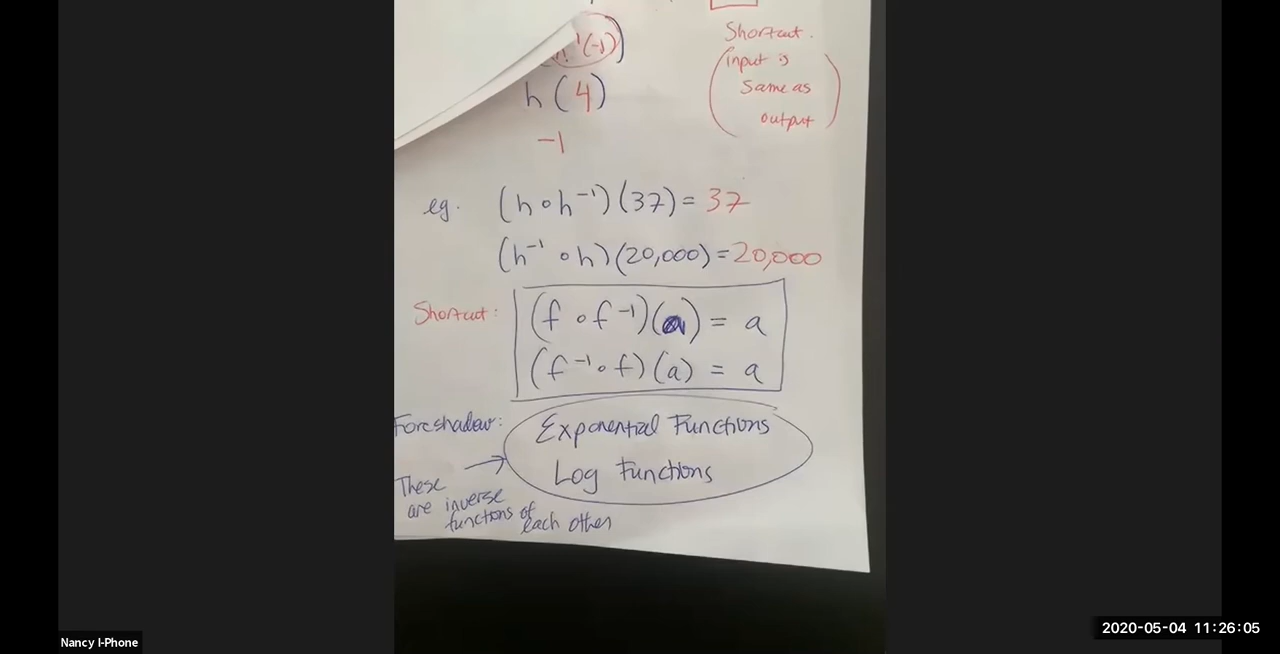 (h⁻¹(-1))
h(4)
-1
Shortcut.
(input is
same as
output)
eg. (h∘h⁻¹)(37) = 37
(h⁻¹∘h)(20,000) = 20,000
Shortcut: (f∘f⁻¹)(a) = a
(f⁻¹∘f)(a) = a
Foreshadow: Exponential Functions
Log Functions
These
are inverse
functions of
each other
Nancy I-Phone
2020-05-04 11:26:05